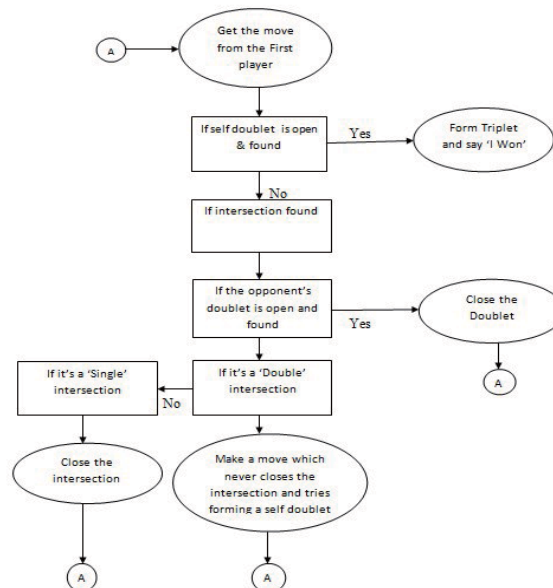 A
Get the move
from the First
player
If self doublet is open
& found
Yes
Form Triplet
and say ‘I Won’
No
If intersection found
If the opponent’s
doublet is open and
found
Yes
Close the
Doublet
A
If it’s a ‘Single’
intersection
No
If it’s a ‘Double’
intersection
Close the
intersection
Make a move which
never closes the
intersection and tries
forming a self doublet
A
A